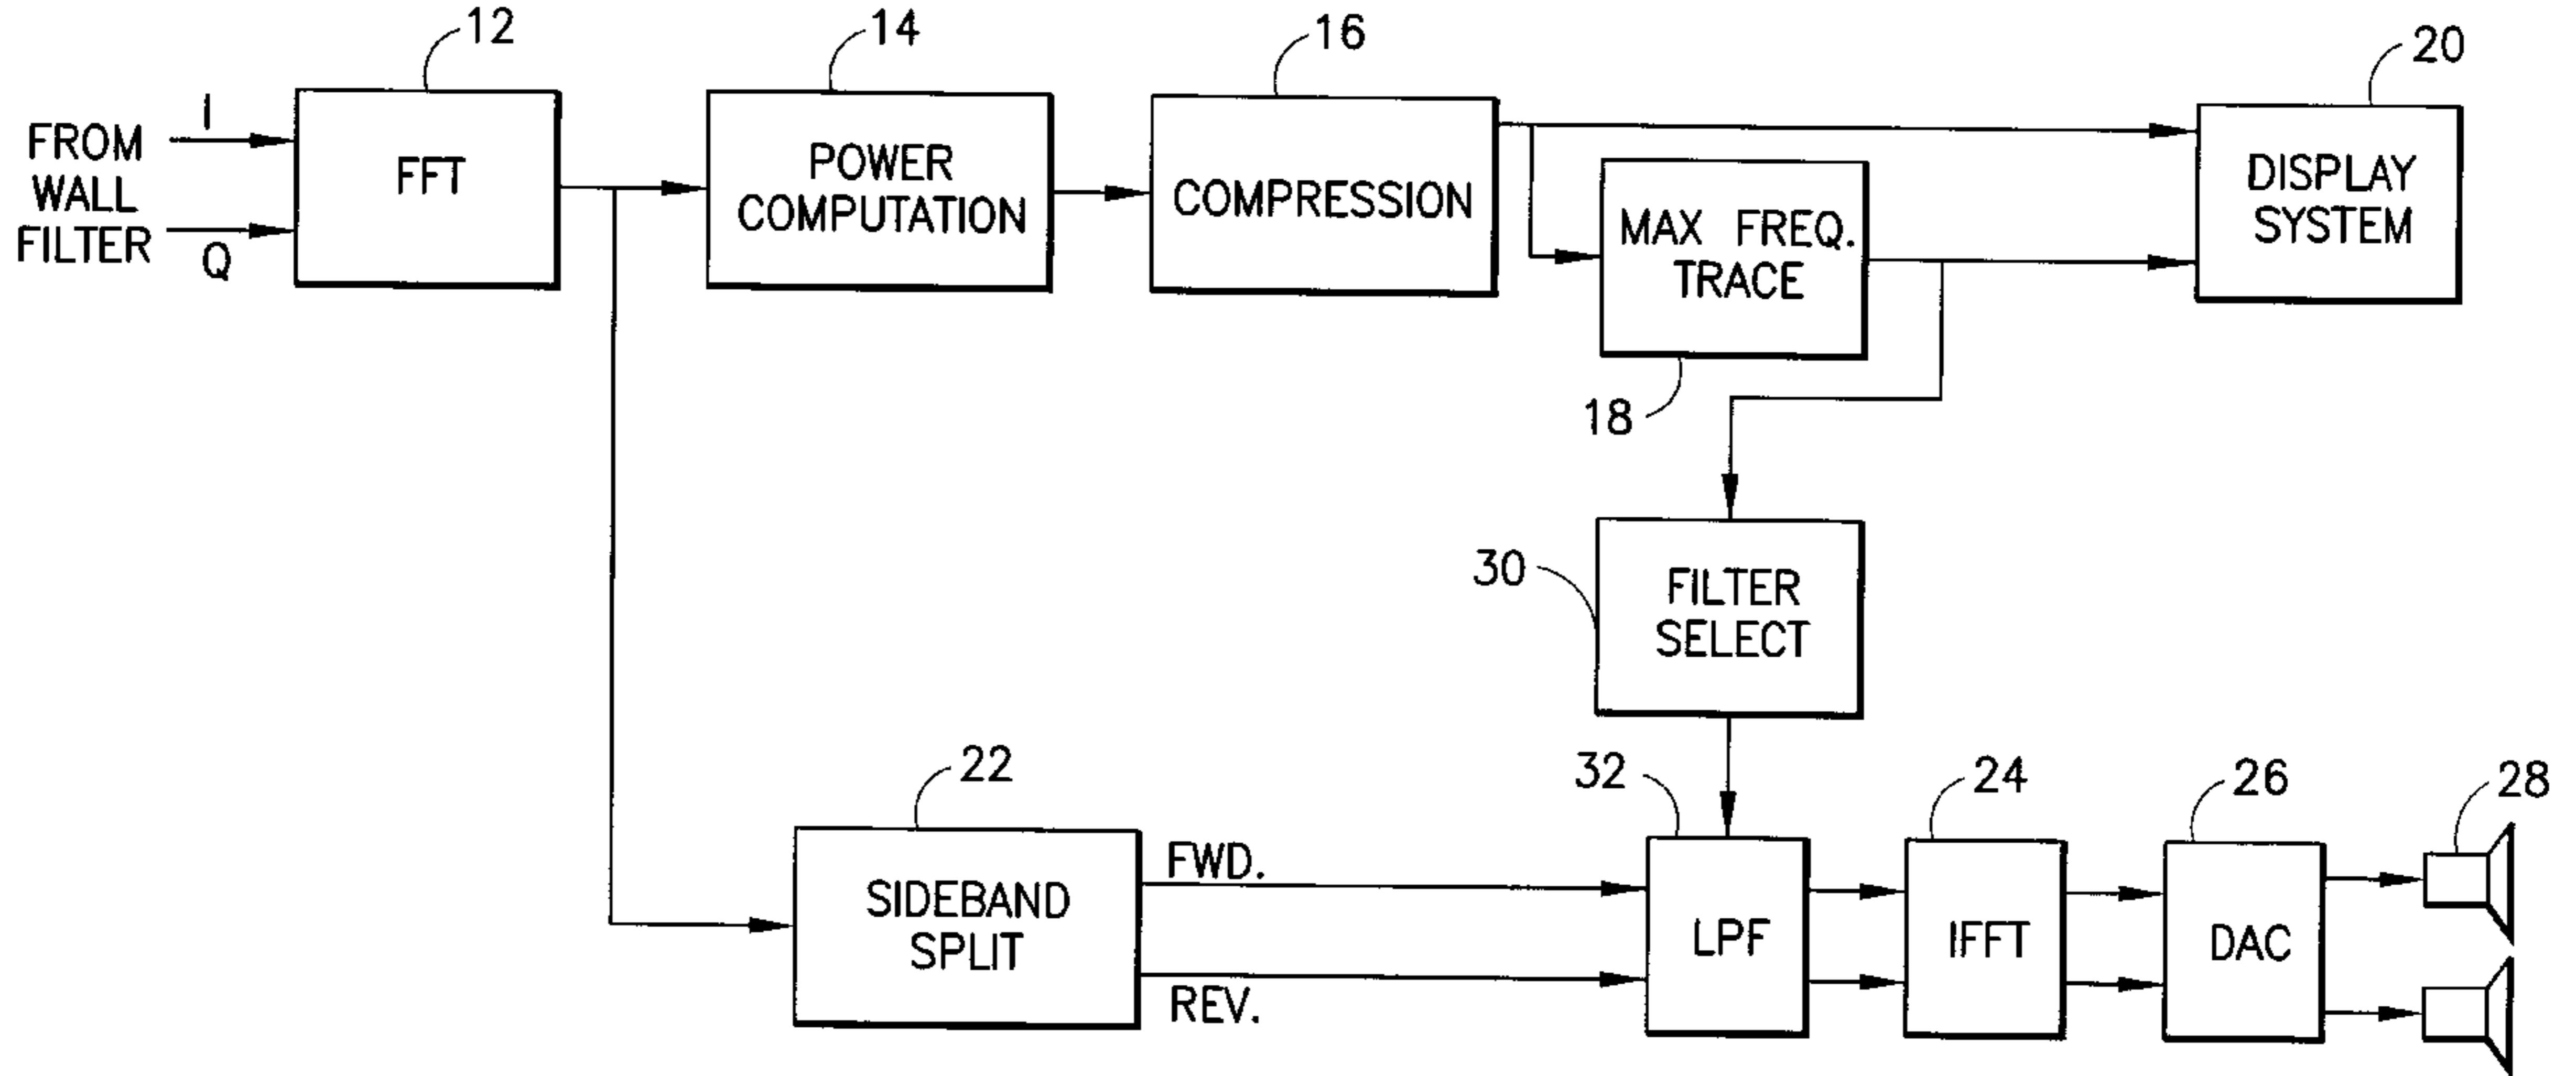 12
14
16
20
I
FROM
WALL
FILTER
Q
FFT
POWER
COMPUTATION
COMPRESSION
MAX FREQ.
TRACE
DISPLAY
SYSTEM
18
30
FILTER
SELECT
22
32
24
26
28
SIDEBAND
SPLIT
FWD.
REV.
LPF
IFFT
DAC